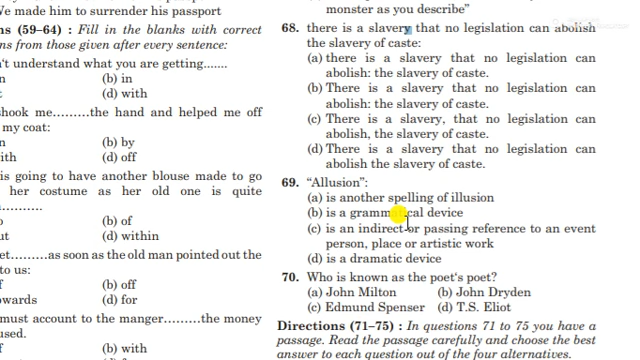 We made him to surrender his passport
ns (59–64) : Fill in the blanks with correct
ns from those given after every sentence:
n't understand what you are getting.......
n (b) in
t (d) with
shook me.........the hand and helped me off
my coat:
n (b) by
ith (d) off
is going to have another blouse made to go
her costume as her old one is quite
..........
o (b) of
ut (d) within
et.........as soon as the old man pointed out the
to us:
f (b) off
owards (d) for
must account to the manger.........the money
used.
f (b) with
monster as you describe"
68. there is a slavery that no legislation can abolish
the slavery of caste:
(a) there is a slavery that no legislation can
abolish: the slavery of caste.
(b) There is a slavery that no legislation can
abolish: the slavery of caste.
(c) There is a slavery, that no legislation can
abolish, the slavery of caste.
(d) There is a slavery that no legislation can
abolish the slavery of caste.
69. "Allusion":
(a) is another spelling of illusion
(b) is a grammatical device
(c) is an indirect or passing reference to an event
person, place or artistic work
(d) is a dramatic device
70. Who is known as the poet's poet?
(a) John Milton (b) John Dryden
(c) Edmund Spenser (d) T.S. Eliot
Directions (71–75) : In questions 71 to 75 you have a
passage. Read the passage carefully and choose the best
answer to each question out of the four alternatives.